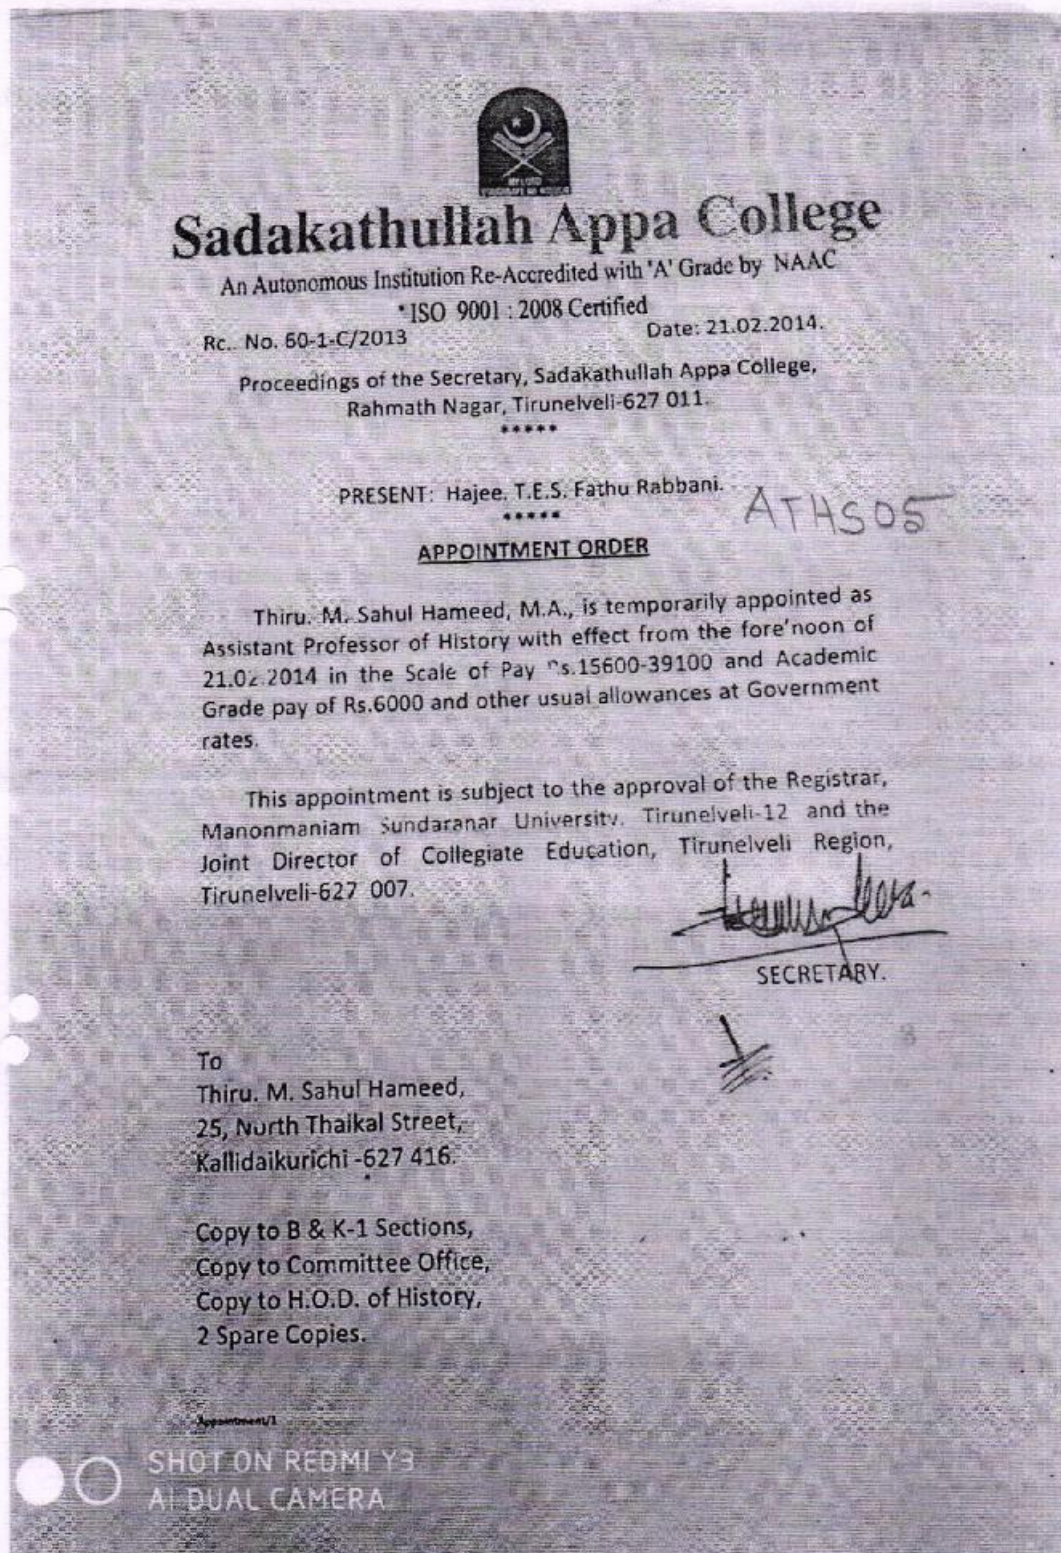 Sadakathullah Appa College
An Autonomous Institution Re-Accredited with 'A' Grade by NAAC
*ISO 9001 : 2008 Certified
Rc.. No. 60-1-C/2013 Date: 21.02.2014.
Proceedings of the Secretary, Sadakathullah Appa College,
Rahmath Nagar, Tirunelveli-627 011.
*****
PRESENT: Hajee. T.E.S. Fathu Rabbani.
ATHS05
*****
APPOINTMENT ORDER
Thiru. M. Sahul Hameed, M.A., is temporarily appointed as
Assistant Professor of History with effect from the fore'noon of
21.02.2014 in the Scale of Pay Rs.15600-39100 and Academic
Grade pay of Rs.6000 and other usual allowances at Government
rates.
This appointment is subject to the approval of the Registrar,
Manonmaniam Sundaranar University, Tirunelveli-12 and the
Joint Director of Collegiate Education, Tirunelveli Region,
Tirunelveli-627 007.
SECRETARY.
To
Thiru. M. Sahul Hameed,
25, North Thaikal Street,
Kallidaikurichi -627 416.
Copy to B & K-1 Sections,
Copy to Committee Office,
Copy to H.O.D. of History,
2 Spare Copies.
Appointment/1
SHOT ON REDMI Y3
AI DUAL CAMERA